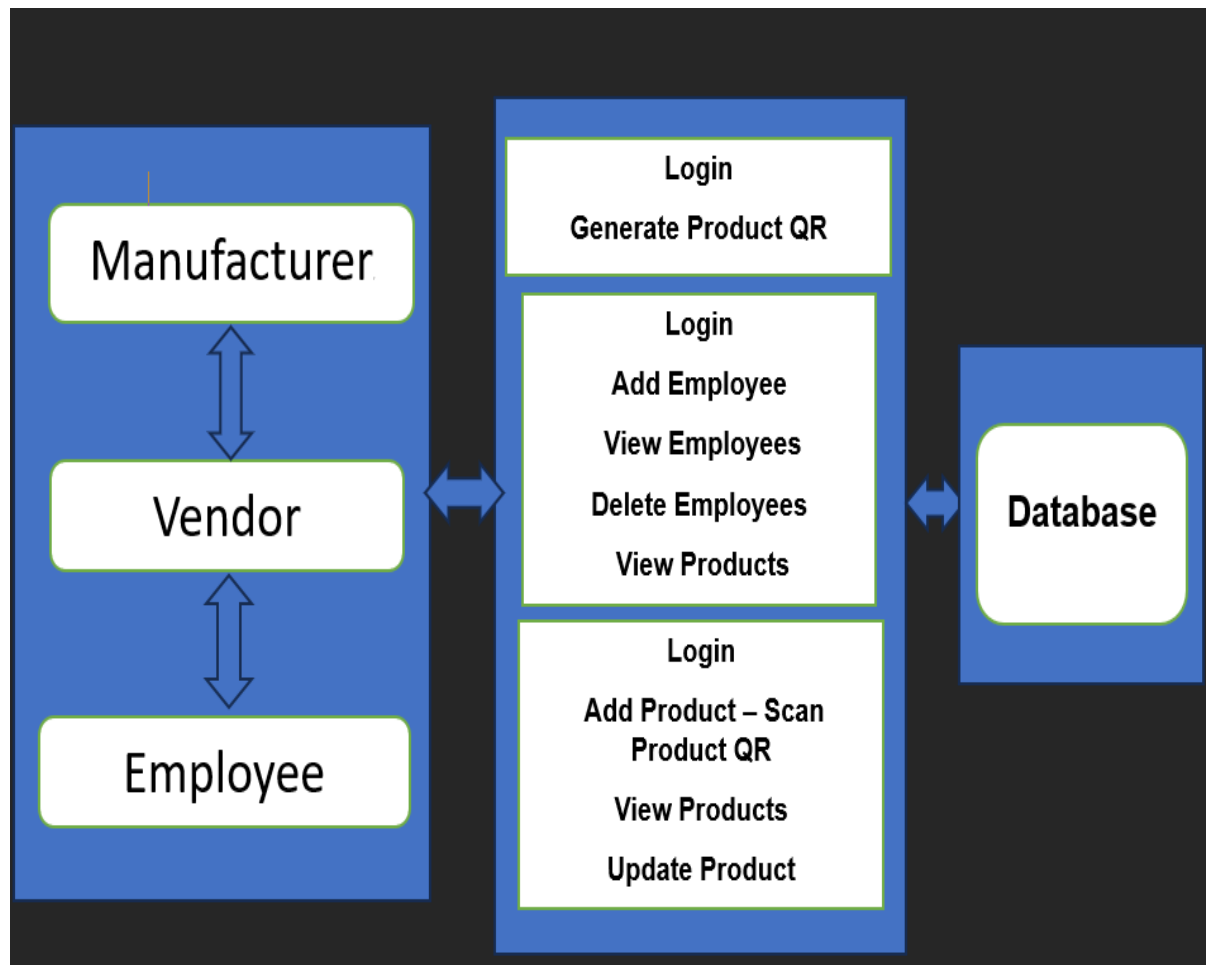 Manufacturer
Vendor
Employee
Login
Generate Product QR
Login
Add Employee
View Employees
Delete Employees
View Products
Login
Add Product – Scan
Product QR
View Products
Update Product
Database